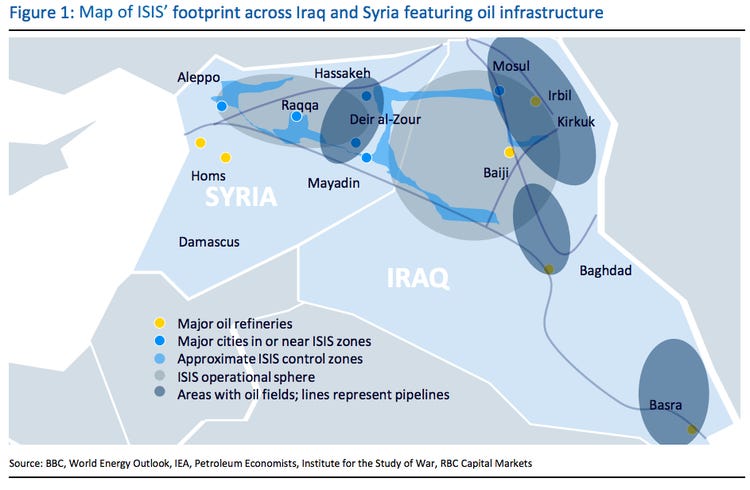 Figure 1: Map of ISIS' footprint across Iraq and Syria featuring oil infrastructure
Mosul
Aleppo
Hassakeh
Irbil
Raqqa
Deir al-Zour
Kirkuk
Homs
Mayadin
Baiji
SYRIA
Damascus
Baghdad
IRAQ
Major oil refineries
Major cities in or near ISIS zones
Approximate ISIS control zones
ISIS operational sphere
Areas with oil fields; lines represent pipelines
Basra
Source: BBC, World Energy Outlook, IEA, Petroleum Economists, Institute for the Study of War, RBC Capital Markets